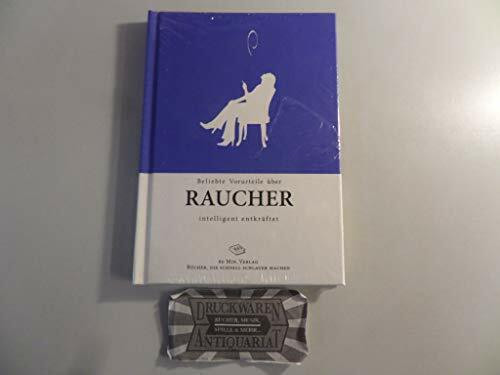 Beliebte Vorurteile über
RAUCHER
intelligent entkräftet
60 Min. Verlag
Bücher, die schnell schlauer machen
DRUCKWAREN
BÜCHER, MUSIK,
SPIELE & MEHR...
ANTIQUARIAT